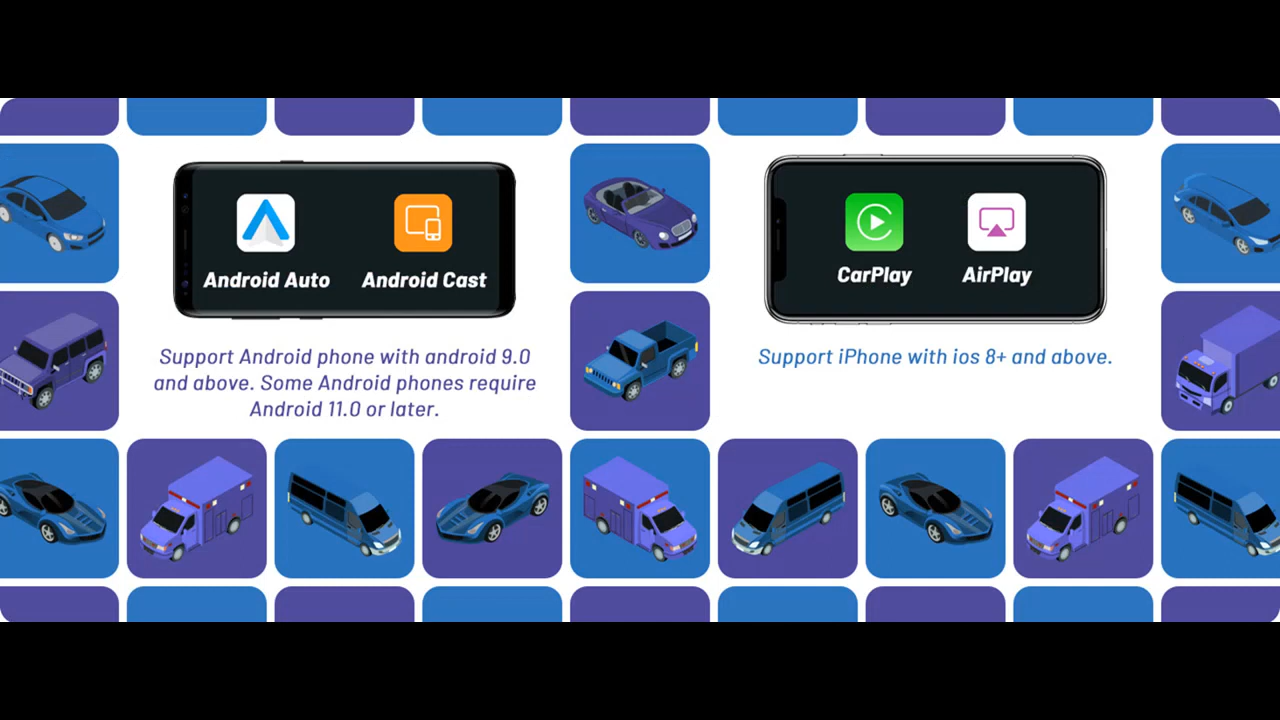 Android Auto
Android Cast
Support Android phone with android 9.0
and above. Some Android phones require
Android 11.0 or later.
CarPlay
AirPlay
Support iPhone with ios 8+ and above.